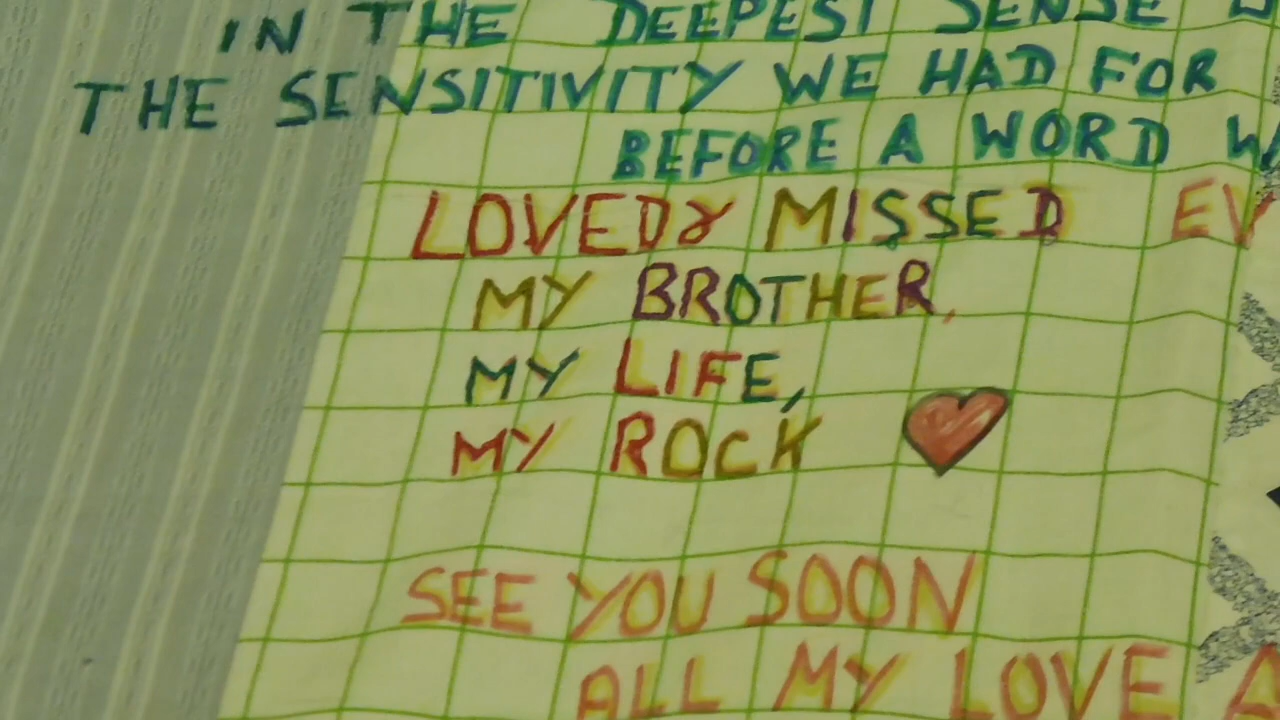 IN THE DEEPEST SENSE
THE SENSITIVITY WE HAD FOR
BEFORE A WORD
LOVED & MISSED
MY BROTHER,
MY LIFE,
MY ROCK
SEE YOU SOON
ALL MY LOVE